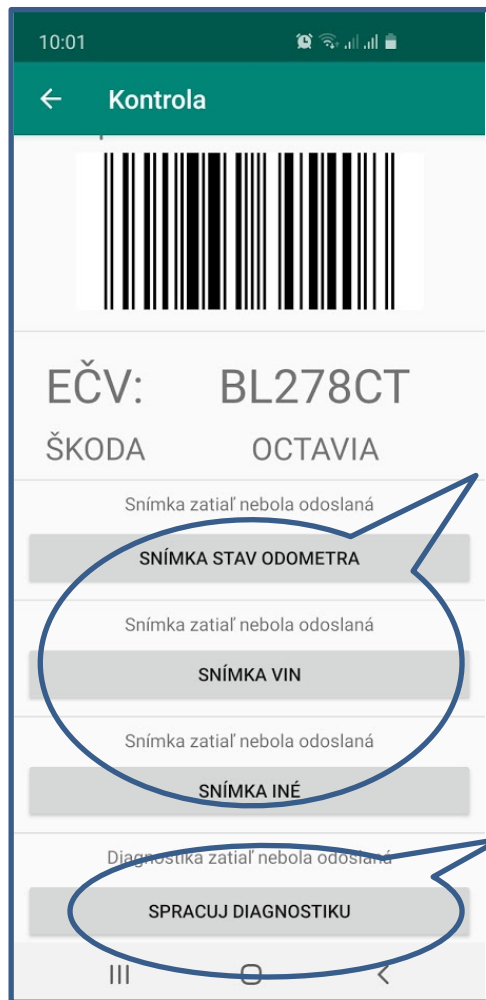 10:01
Kontrola
EČV: BL278CT
ŠKODA OCTAVIA
Snímka zatiaľ nebola odoslaná
SNÍMKA STAV ODOMETRA
Snímka zatiaľ nebola odoslaná
SNÍMKA VIN
Snímka zatiaľ nebola odoslaná
SNÍMKA INÉ
Diagnostika zatiaľ nebola odoslaná
SPRACUJ DIAGNOSTIKU